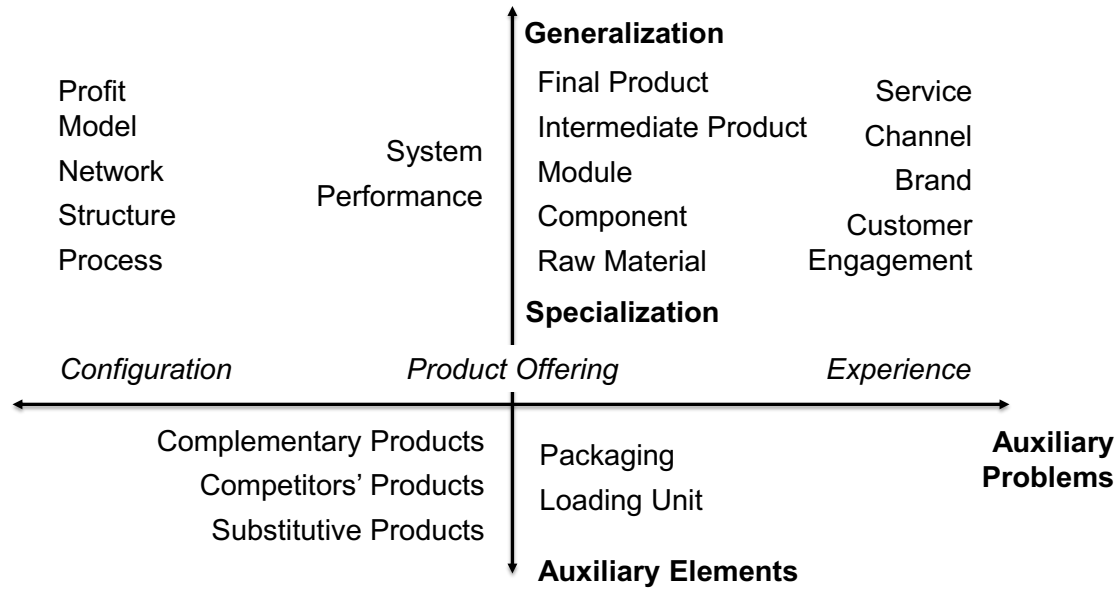 Generalization
Profit
Model
Network
Structure
Process
System
Performance
Final Product
Intermediate Product
Module
Component
Raw Material
Service
Channel
Brand
Customer
Engagement
Specialization
Configuration
Product Offering
Experience
Complementary Products
Competitors' Products
Substitutive Products
Packaging
Loading Unit
Auxiliary
Problems
Auxiliary Elements